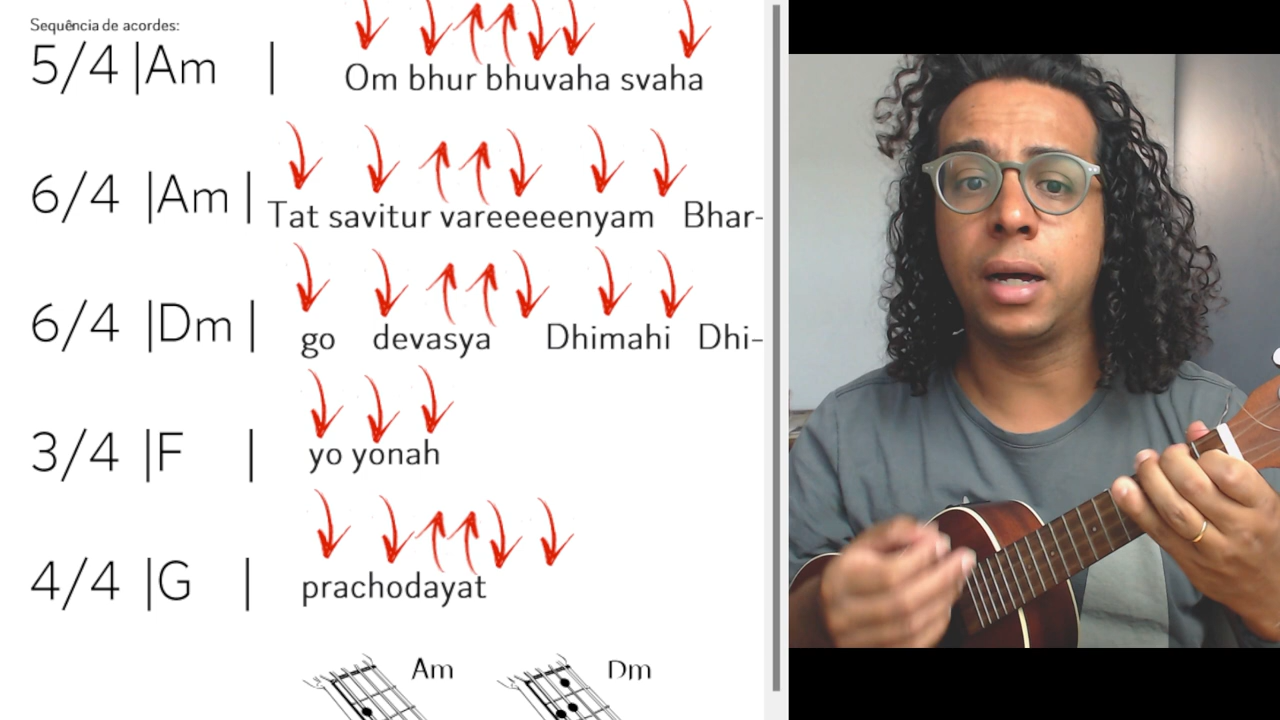 Sequência de acordes:
5/4 |Am | Om bhur bhuvaha svaha
6/4 |Am | Tat savitur vareeeeenyam Bhar-
6/4 |Dm | go devasya Dhimahi Dhi-
3/4 |F | yo yonah
4/4 |G | prachodayat
Am Dm